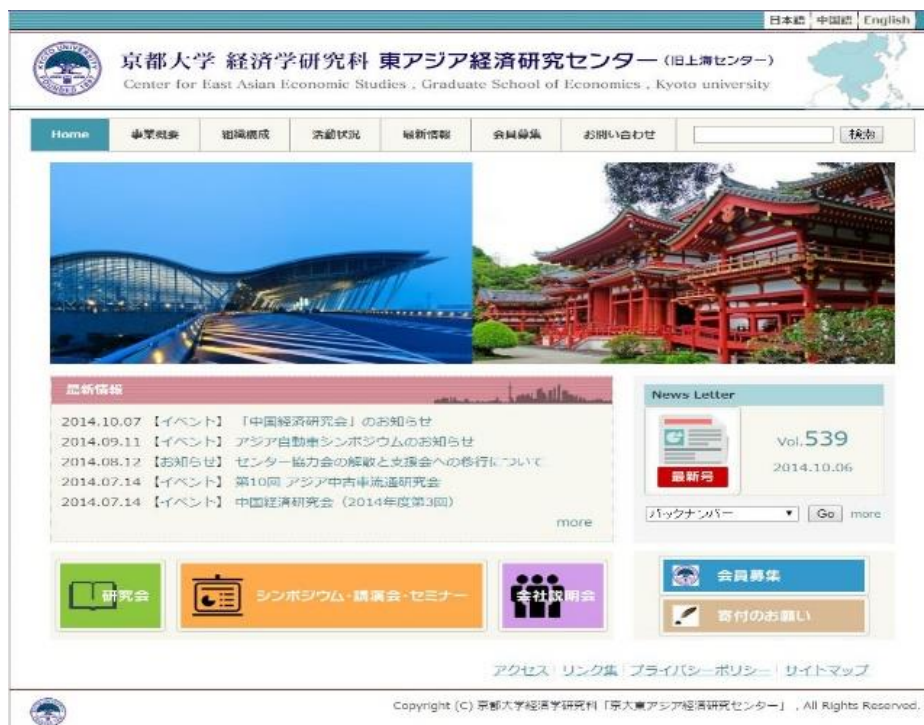 日本語 中国語 English
京都大学 経済学研究科 東アジア経済研究センター (旧上海センター)
Center for East Asian Economic Studies , Graduate School of Economics , Kyoto university
Home 事業概要 組織構成 活動状況 最新情報 会員募集 お問い合わせ 検索
最新情報
2014.10.07 【イベント】 「中国経済研究会」のお知らせ
2014.09.11 【イベント】 アジア自動車シンポジウムのお知らせ
2014.08.12 【お知らせ】 センター協力会の解散と支援会への移行について
2014.07.14 【イベント】 第10回 アジア中古車流通研究会
2014.07.14 【イベント】 中国経済研究会（2014年度第3回）
more
News Letter
Vol.539
2014.10.06
最新号
バックナンバー Go more
研究会 シンポジウム・講演会・セミナー 会社説明会
会員募集
寄付のお願い
アクセス リンク集 プライバシーポリシー サイトマップ
Copyright (C) 京都大学経済学研究科「京大東アジア経済研究センター」 , All Rights Reserved.